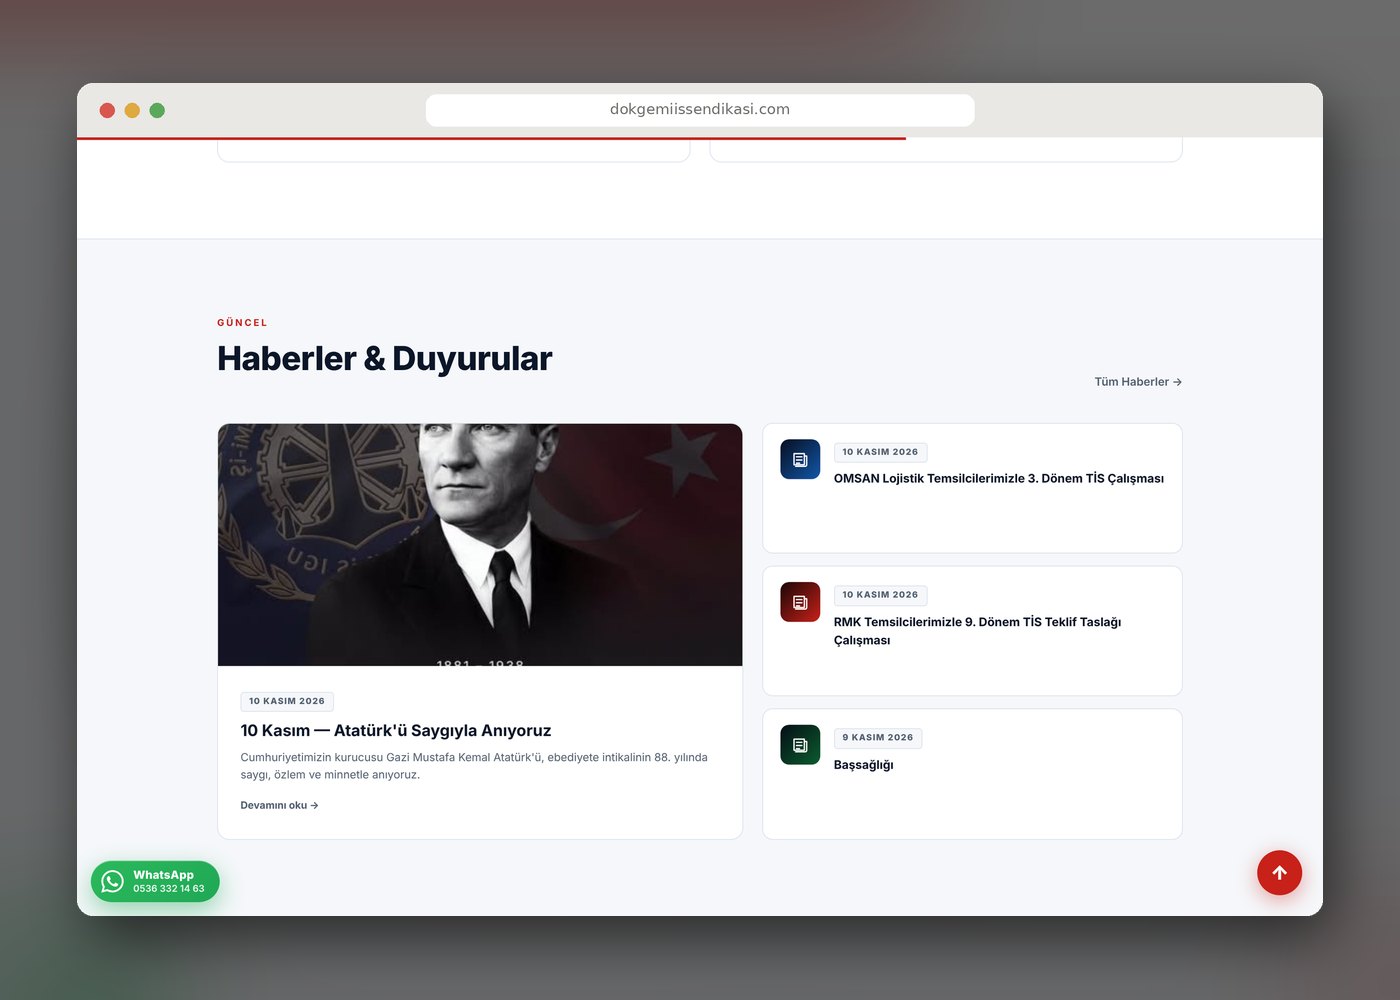 dokgemiissendikasi.com
GÜNCEL
Haberler & Duyurular
Tüm Haberler →
1881 – 1938
10 KASIM 2026
10 Kasım — Atatürk'ü Saygıyla Anıyoruz
Cumhuriyetimizin kurucusu Gazi Mustafa Kemal Atatürk'ü, ebediyete intikalinin 88. yılında
saygı, özlem ve minnetle anıyoruz.
Devamını oku →
10 KASIM 2026
OMSAN Lojistik Temsilcilerimizle 3. Dönem TİS Çalışması
10 KASIM 2026
RMK Temsilcilerimizle 9. Dönem TİS Teklif Taslağı
Çalışması
9 KASIM 2026
Başsağlığı
WhatsApp
0536 332 14 63